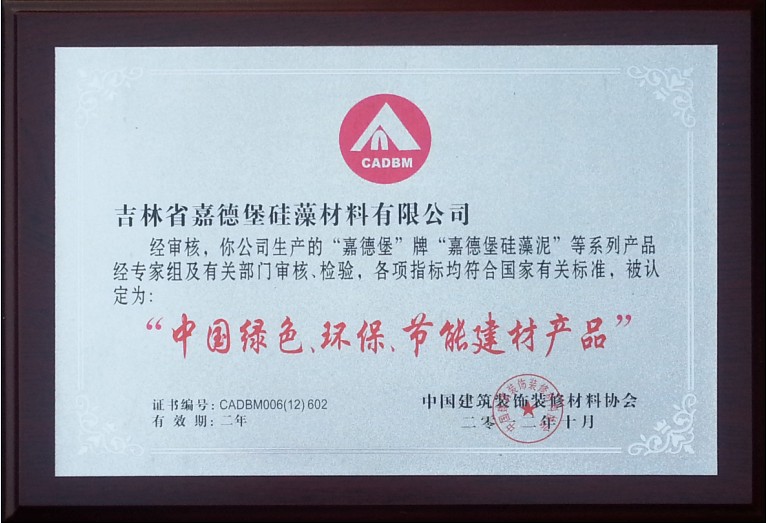 CADBM
吉林省嘉德堡硅藻材料有限公司
经审核，你公司生产的“嘉德堡”牌“嘉德堡硅藻泥”等系列产品
经专家组及有关部门审核、检验，各项指标均符合国家有关标准，被认
定为：
“中国绿色、环保、节能建材产品”
证书编号：CADBM006(12)602
有 效 期：二年
中国建筑装饰装修材料协会
二零一二年十月